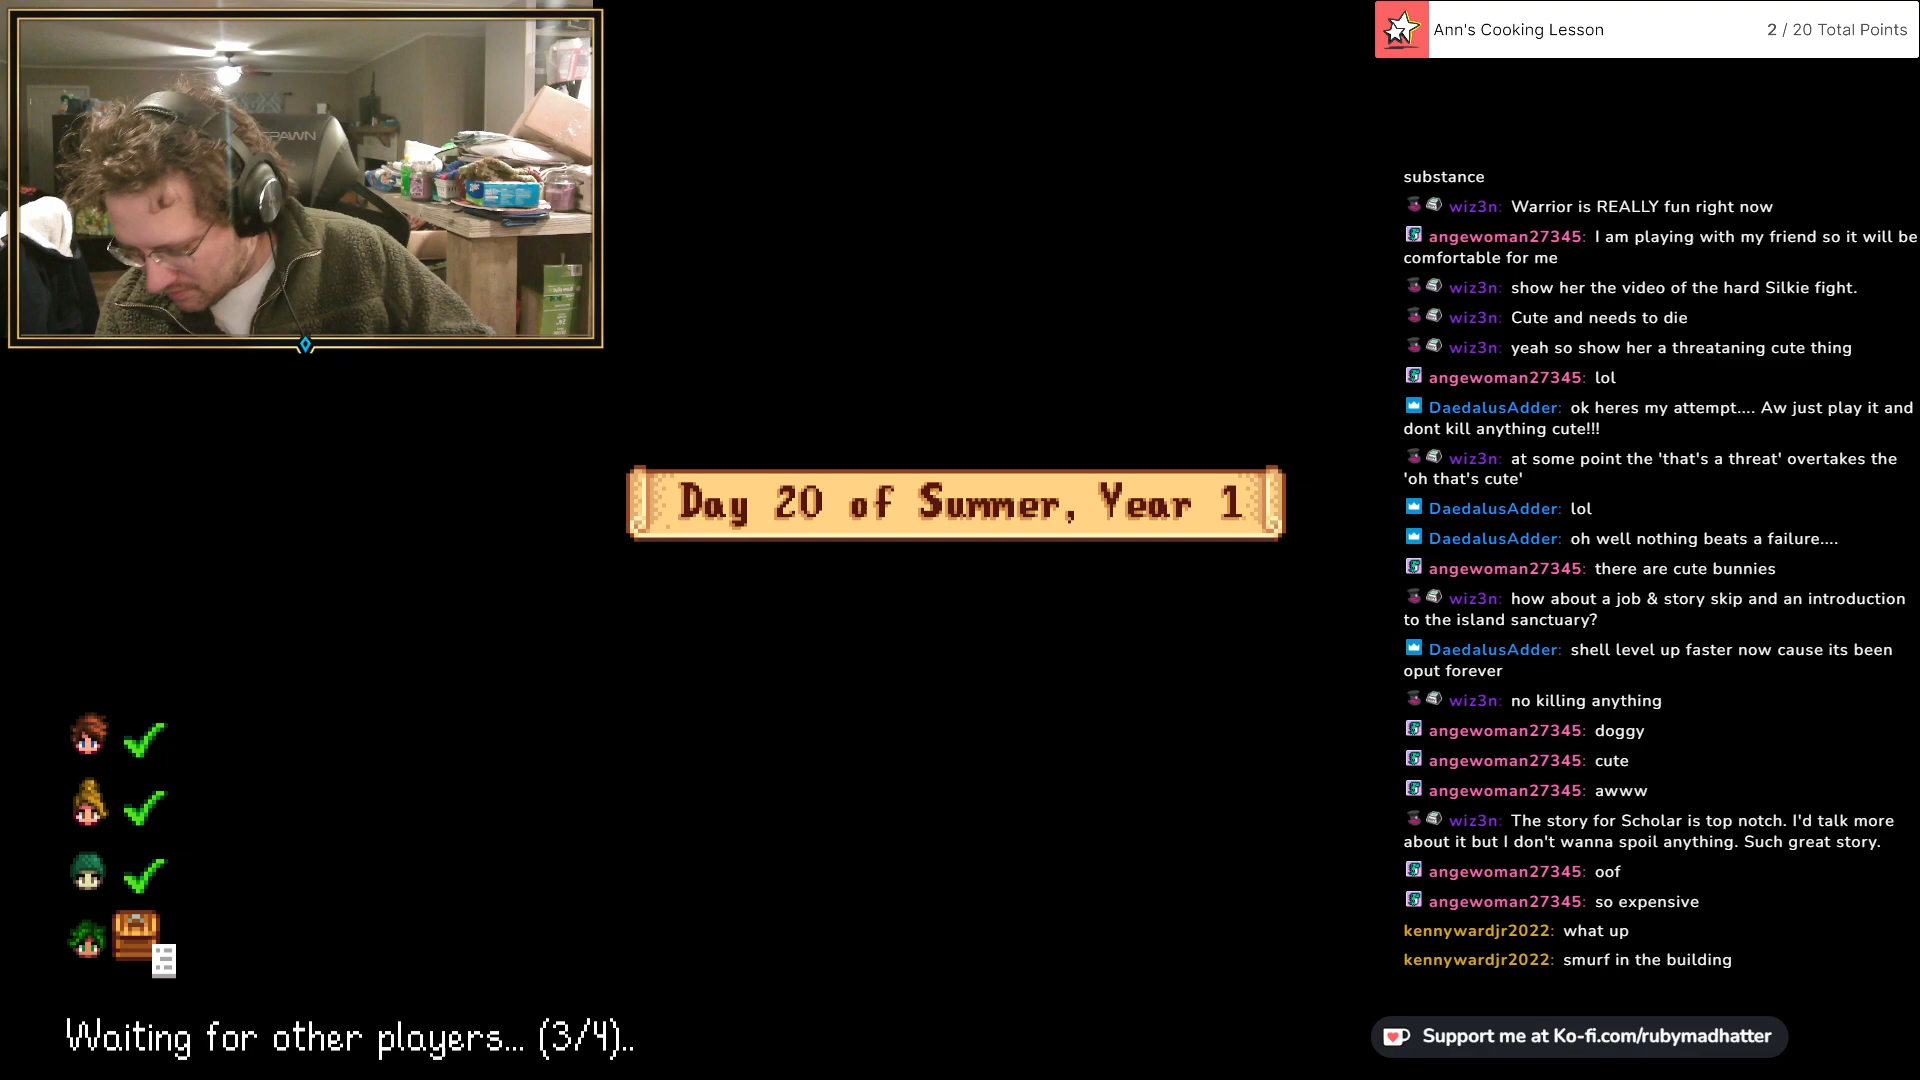 Ann's Cooking Lesson
2 / 20 Total Points
substance
wiz3n: Warrior is REALLY fun right now
angewoman27345: I am playing with my friend so it will be
comfortable for me
wiz3n: show her the video of the hard Silkie fight.
wiz3n: Cute and needs to die
wiz3n: yeah so show her a threataning cute thing
angewoman27345: lol
DaedalusAdder: ok heres my attempt.... Aw just play it and
dont kill anything cute!!!
wiz3n: at some point the 'that's a threat' overtakes the
'oh that's cute'
DaedalusAdder: lol
DaedalusAdder: oh well nothing beats a failure....
angewoman27345: there are cute bunnies
wiz3n: how about a job & story skip and an introduction
to the island sanctuary?
DaedalusAdder: shell level up faster now cause its been
oput forever
wiz3n: no killing anything
angewoman27345: doggy
angewoman27345: cute
angewoman27345: awww
wiz3n: The story for Scholar is top notch. I'd talk more
about it but I don't wanna spoil anything. Such great story.
angewoman27345: oof
angewoman27345: so expensive
kennywardjr2022: what up
kennywardjr2022: smurf in the building
Day 20 of Summer, Year 1
Waiting for other players... (3/4)..
Support me at Ko-fi.com/rubymadhatter